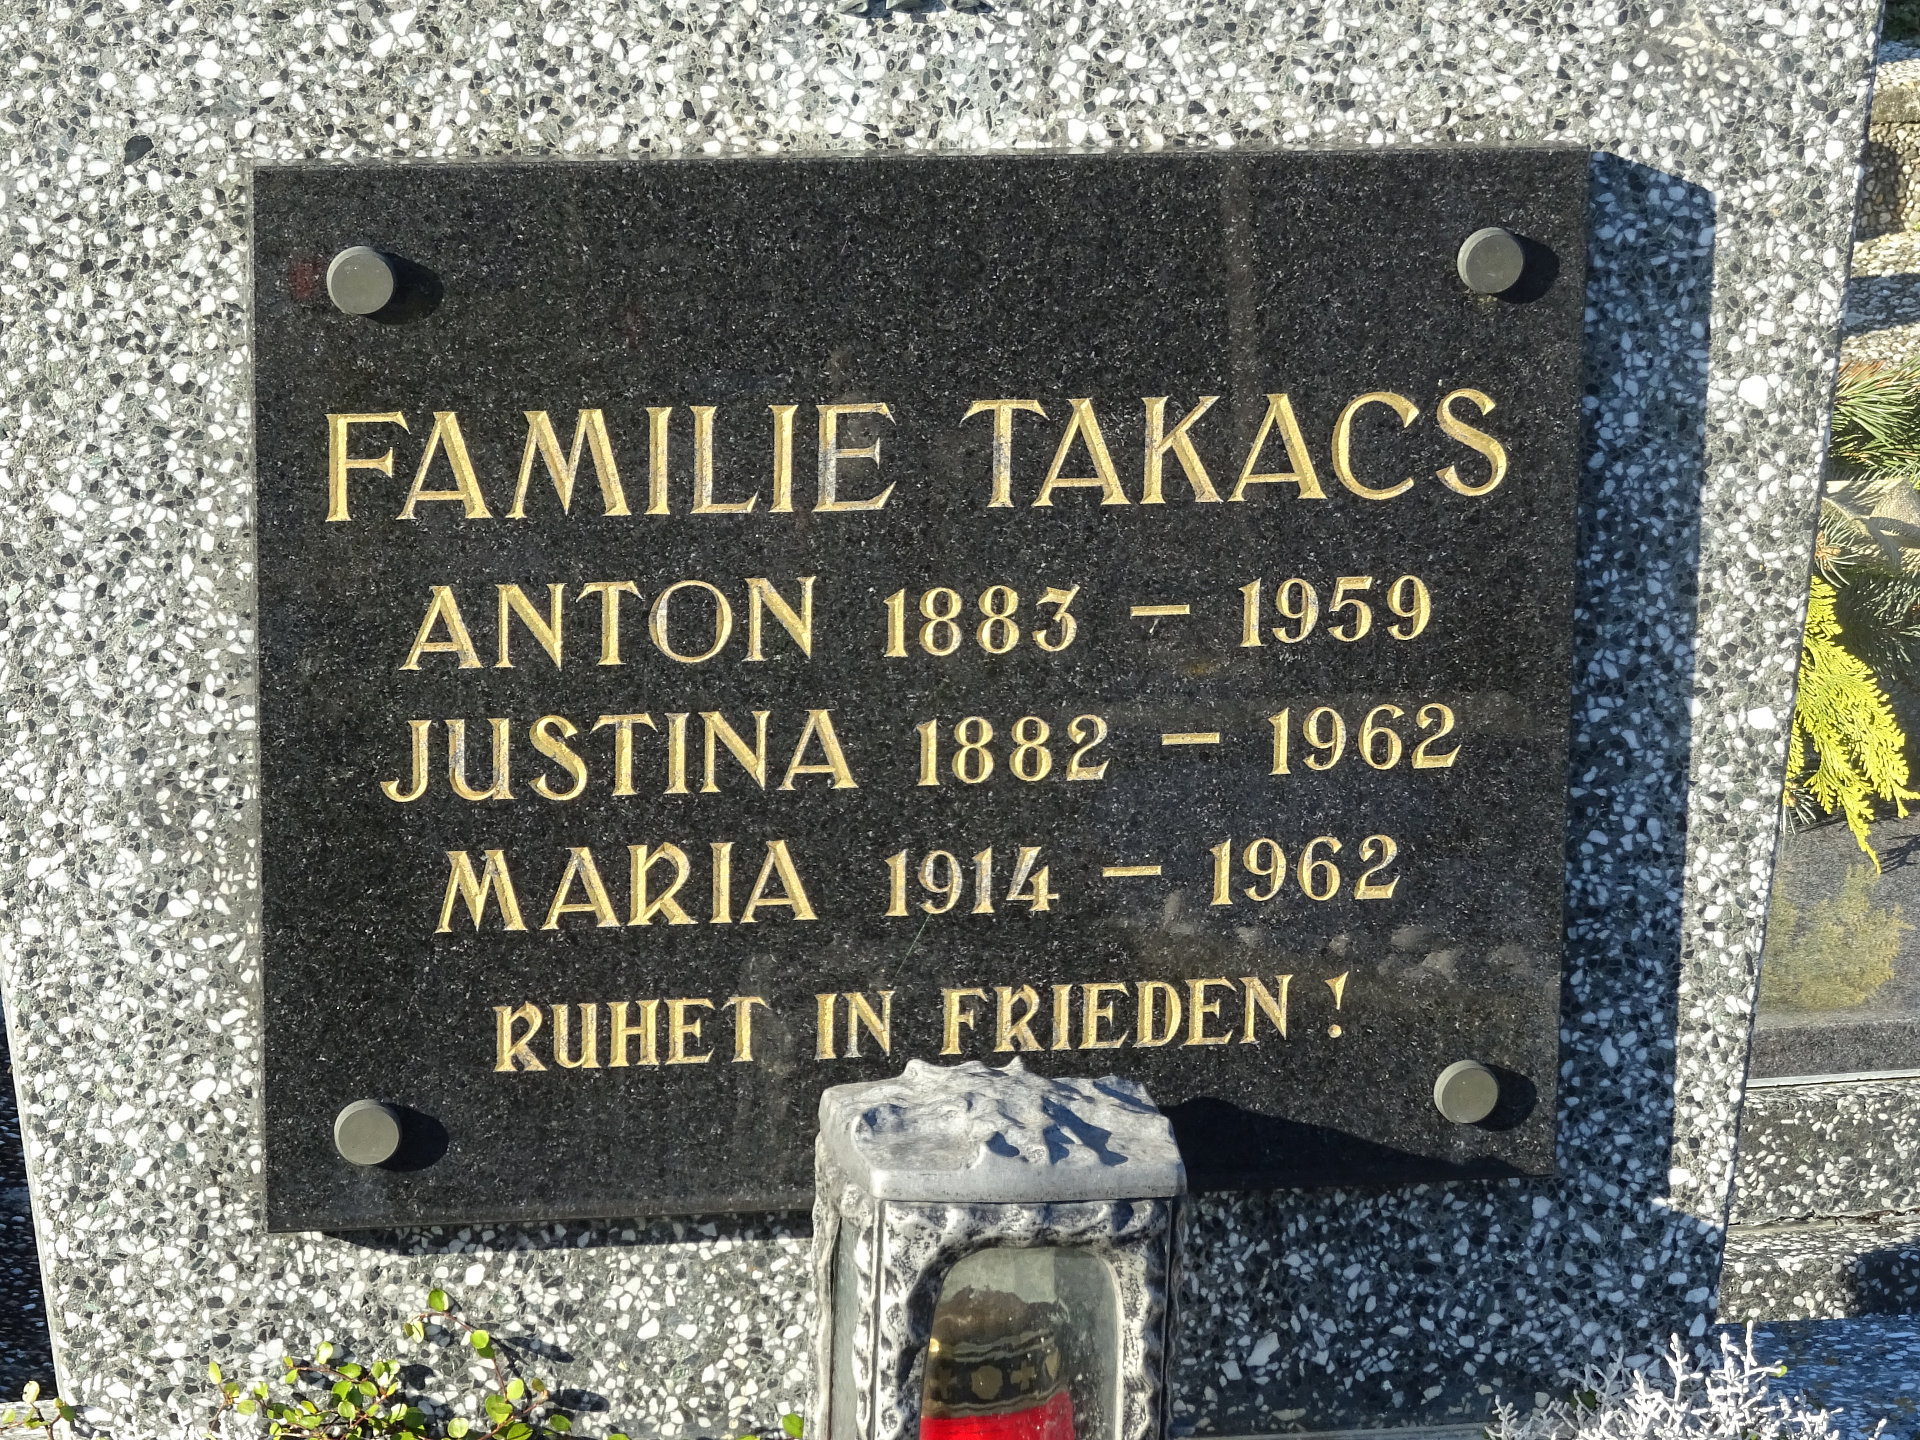 FAMILIE TAKACS
ANTON 1883 – 1959
JUSTINA 1882 – 1962
MARIA 1914 – 1962
RUHET IN FRIEDEN !